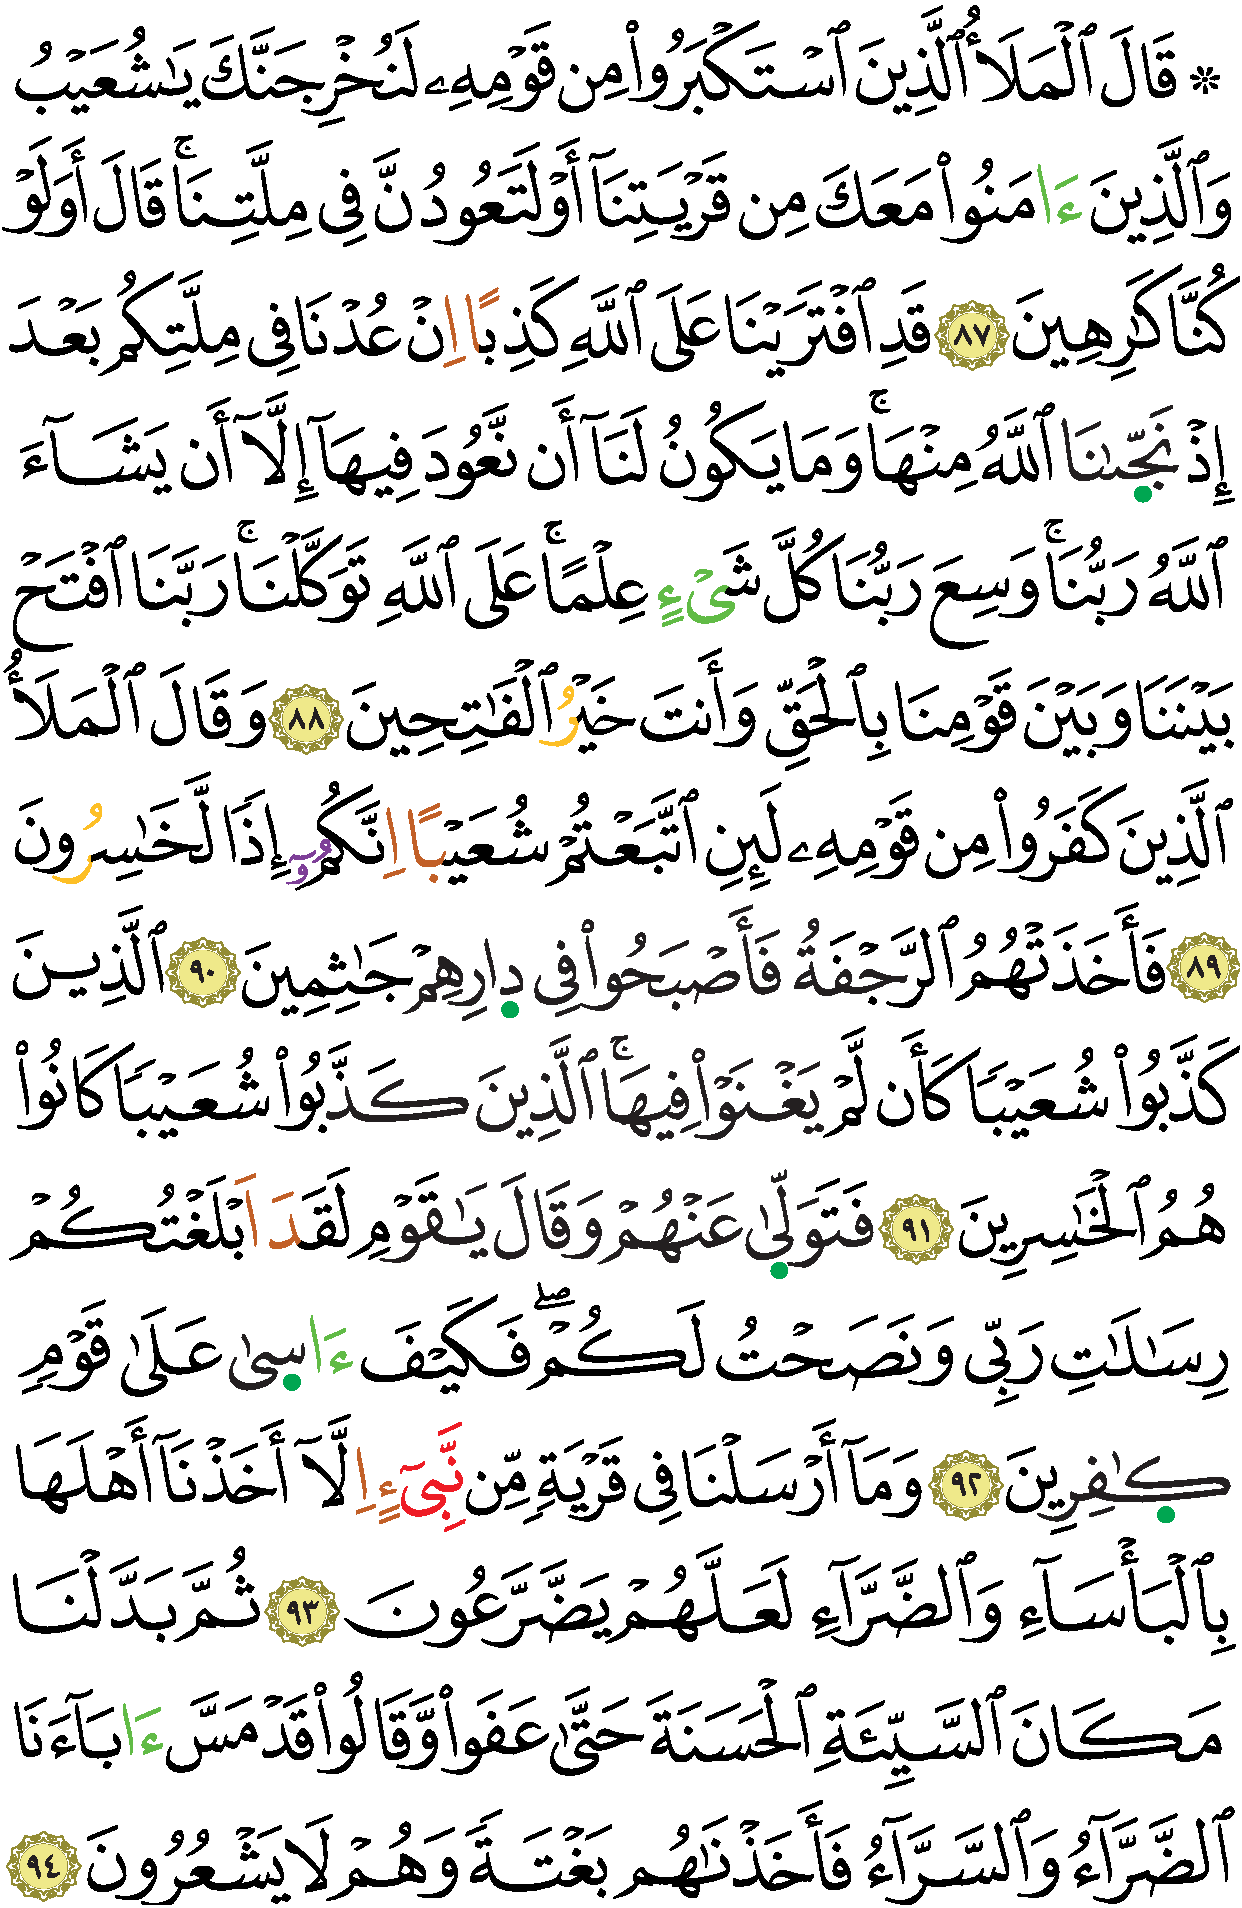 ۞ قَالَ ٱلْمَلَأُ ٱلَّذِينَ ٱسْتَكْبَرُواْ مِن قَوْمِهِۦ لَنُخْرِجَنَّكَ يَٰشُعَيْبُ
وَٱلَّذِينَ ءَامَنُواْ مَعَكَ مِن قَرْيَتِنَآ أَوْ لَتَعُودُنَّ فِى مِلَّتِنَاۚ قَالَ أَوَلَوْ
كُنَّا كَٰرِهِينَ ٨٧ قَدِ ٱفْتَرَيْنَا عَلَى ٱللَّهِ كَذِبًا اِنْ عُدْنَا فِى مِلَّتِكُم بَعْدَ
إِذْ نَجّىٰنَا ٱللَّهُ مِنْهَاۚ وَمَا يَكُونُ لَنَآ أَن نَّعُودَ فِيهَآ إِلَّآ أَن يَشَآءَ
ٱللَّهُ رَبُّنَاۚ وَسِعَ رَبُّنَا كُلَّ شَىْءٍ عِلْمًاۚ عَلَى ٱللَّهِ تَوَكَّلْنَاۚ رَبَّنَا ٱفْتَحْ
بَيْنَنَا وَبَيْنَ قَوْمِنَا بِٱلْحَقِّ وَأَنتَ خَيْرُ ٱلْفَٰتِحِينَ ٨٨ وَقَالَ ٱلْمَلَأُ
ٱلَّذِينَ كَفَرُواْ مِن قَوْمِهِۦ لَئِنِ ٱتَّبَعْتُمْ شُعَيْبًا اِنَّكُمُۥٓ إِذًا لَّخَٰسِرُونَ
٨٩ فَأَخَذَتْهُمُ ٱلرَّجْفَةُ فَأَصْبَحُواْ فِى دِارِهِمْ جَٰثِمِينَ ٩٠ ٱلَّذِينَ
كَذَّبُواْ شُعَيْبًا كَأَن لَّمْ يَغْنَوْاْ فِيهَاۚ ٱلَّذِينَ كَذَّبُواْ شُعَيْبًا كَانُواْ
هُمُ ٱلْخَٰسِرِينَ ٩١ فَتَوَلّىٰ عَنْهُمْ وَقَالَ يَٰقَوْمِ لَقَدَ اَبْلَغْتُكُمْ
رِسَٰلَٰتِ رَبِّى وَنَصَحْتُ لَكُمْۖ فَكَيْفَ ءَاسىٰ عَلَىٰ قَوْمٍ
كٰفِرِينَ ٩٢ وَمَآ أَرْسَلْنَا فِى قَرْيَةٍ مِّن نَّبِىٓءٍ اِلَّآ أَخَذْنَآ أَهْلَهَا
بِٱلْبَأْسَآءِ وَٱلضَّرَّآءِ لَعَلَّهُمْ يَضَّرَّعُونَ ٩٣ ثُمَّ بَدَّلْنَا
مَكَانَ ٱلسَّيِّئَةِ ٱلْحَسَنَةَ حَتَّىٰ عَفَواْ وَّقَالُواْ قَدْ مَسَّ ءَابَآءَنَا
ٱلضَّرَّآءُ وَٱلسَّرَّآءُ فَأَخَذْنَٰهُم بَغْتَةً وَهُمْ لَا يَشْعُرُونَ ٩٤